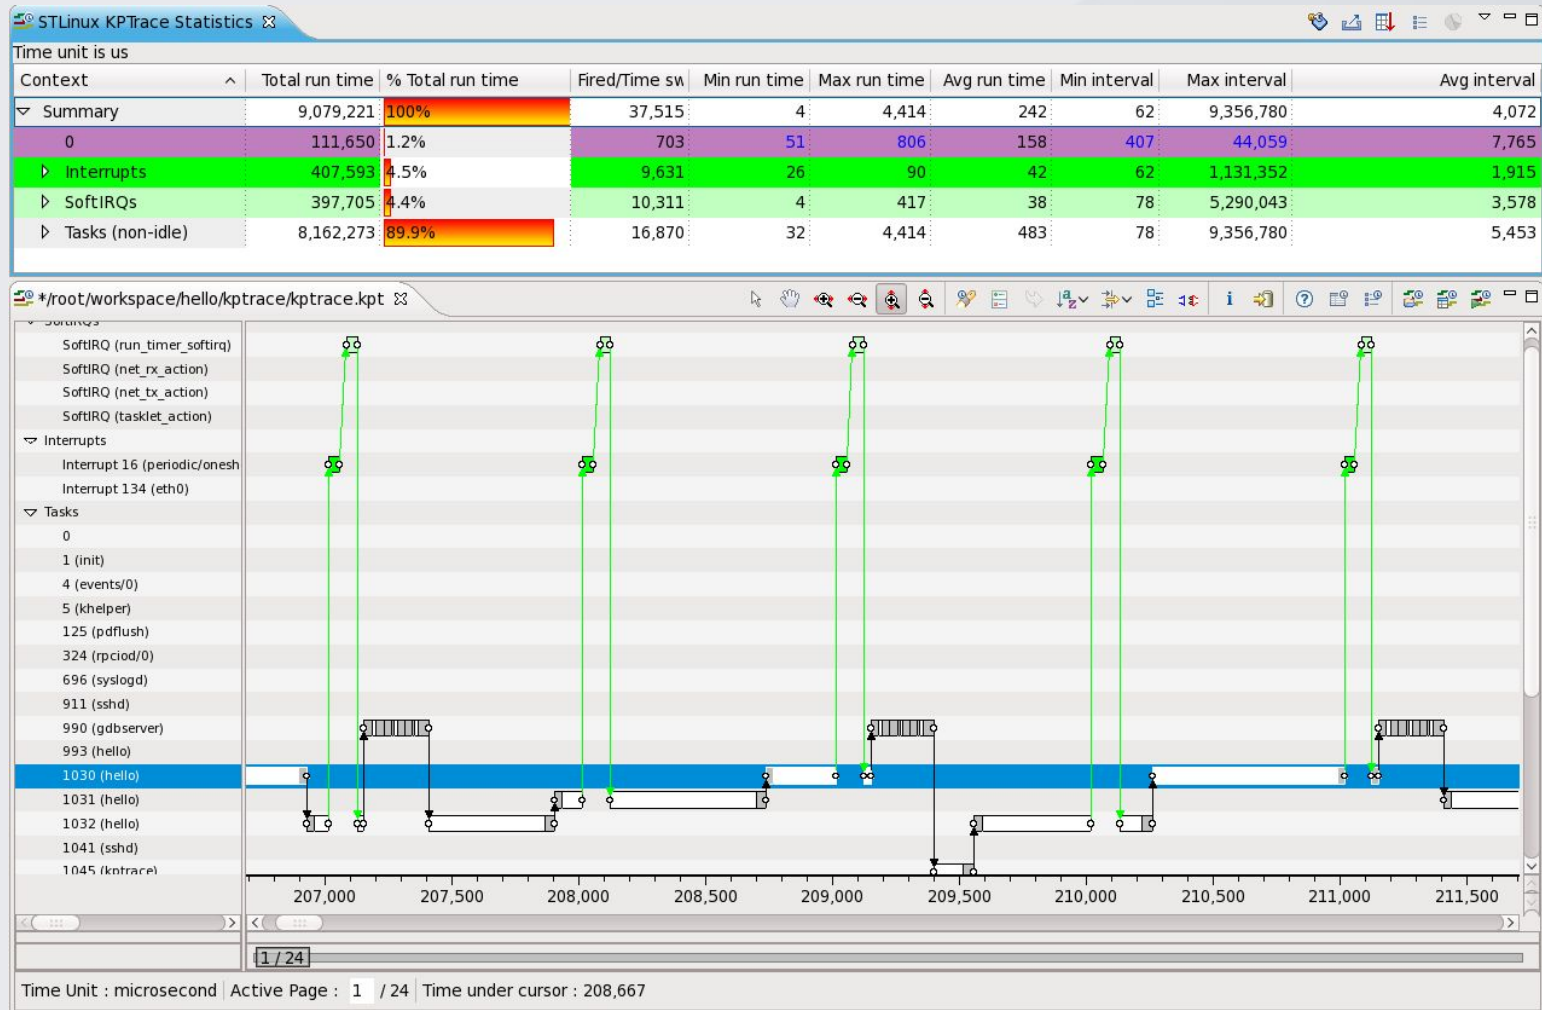 STLinux KPTrace Statistics
Time unit is us
Context Total run time % Total run time Fired/Time sw Min run time Max run time Avg run time Min interval Max interval Avg interval
Summary 9,079,221 100% 37,515 4 4,414 242 62 9,356,780 4,072
0 111,650 1.2% 703 51 806 158 407 44,059 7,765
Interrupts 407,593 4.5% 9,631 26 90 42 62 1,131,352 1,915
SoftIRQs 397,705 4.4% 10,311 4 417 38 78 5,290,043 3,578
Tasks (non-idle) 8,162,273 89.9% 16,870 32 4,414 483 78 9,356,780 5,453
*/root/workspace/hello/kptrace/kptrace.kpt
SoftIRQs
SoftIRQ (run_timer_softirq)
SoftIRQ (net_rx_action)
SoftIRQ (net_tx_action)
SoftIRQ (tasklet_action)
Interrupts
Interrupt 16 (periodic/onesh
Interrupt 134 (eth0)
Tasks
0
1 (init)
4 (events/0)
5 (khelper)
125 (pdflush)
324 (rpciod/0)
696 (syslogd)
911 (sshd)
990 (gdbserver)
993 (hello)
1030 (hello)
1031 (hello)
1032 (hello)
1041 (sshd)
1045 (kptrace)
207,000 207,500 208,000 208,500 209,000 209,500 210,000 210,500 211,000 211,500
1 / 24
Time Unit : microsecond Active Page : 1 / 24 Time under cursor : 208,667